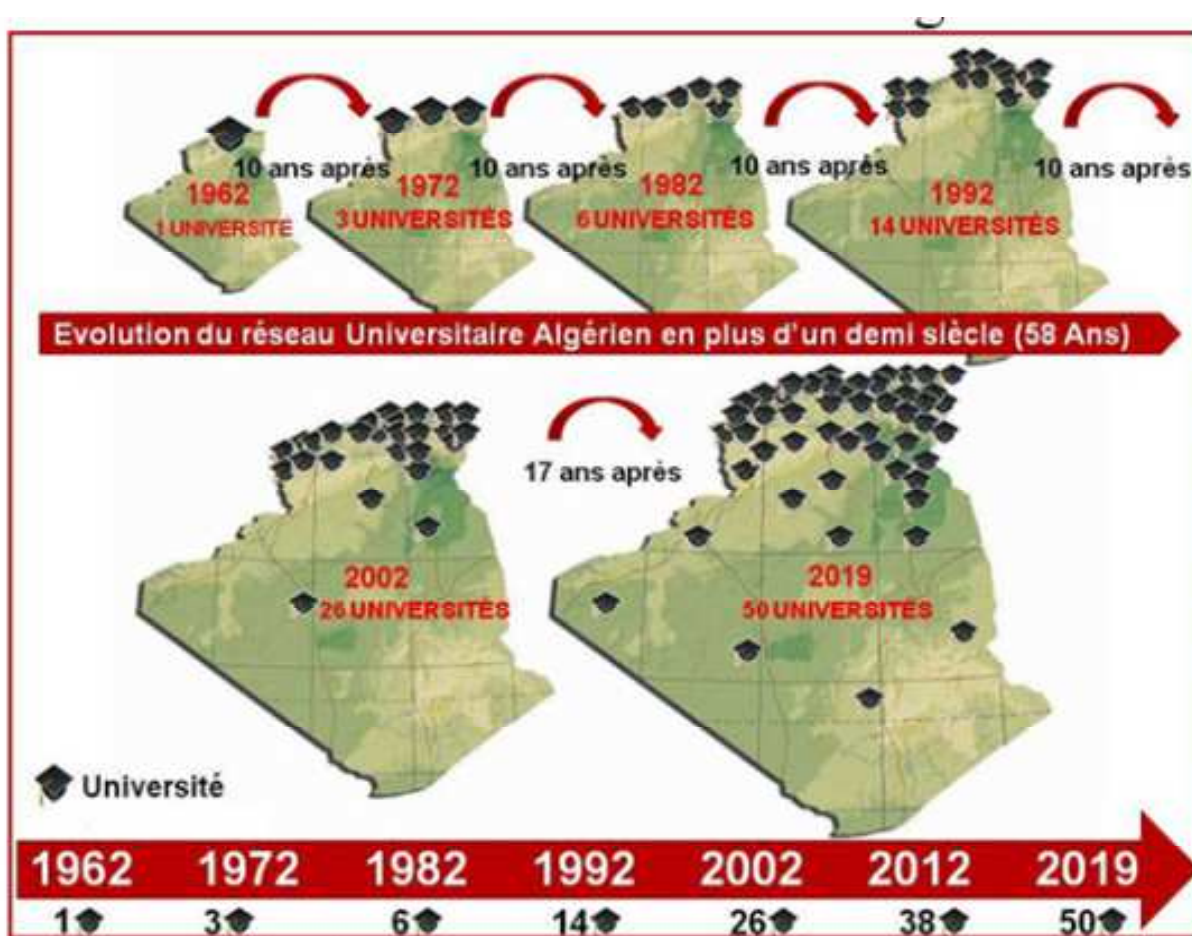 10 ans après
10 ans après
10 ans après
10 ans après
1962
1 UNIVERSITÉ
1972
3 UNIVERSITÉS
1982
6 UNIVERSITÉS
1992
14 UNIVERSITÉS
Evolution du réseau Universitaire Algérien en plus d'un demi siècle (58 Ans)
17 ans après
2002
26 UNIVERSITÉS
2019
50 UNIVERSITÉS
Université
1962 1972 1982 1992 2002 2012 2019
1 3 6 14 26 38 50